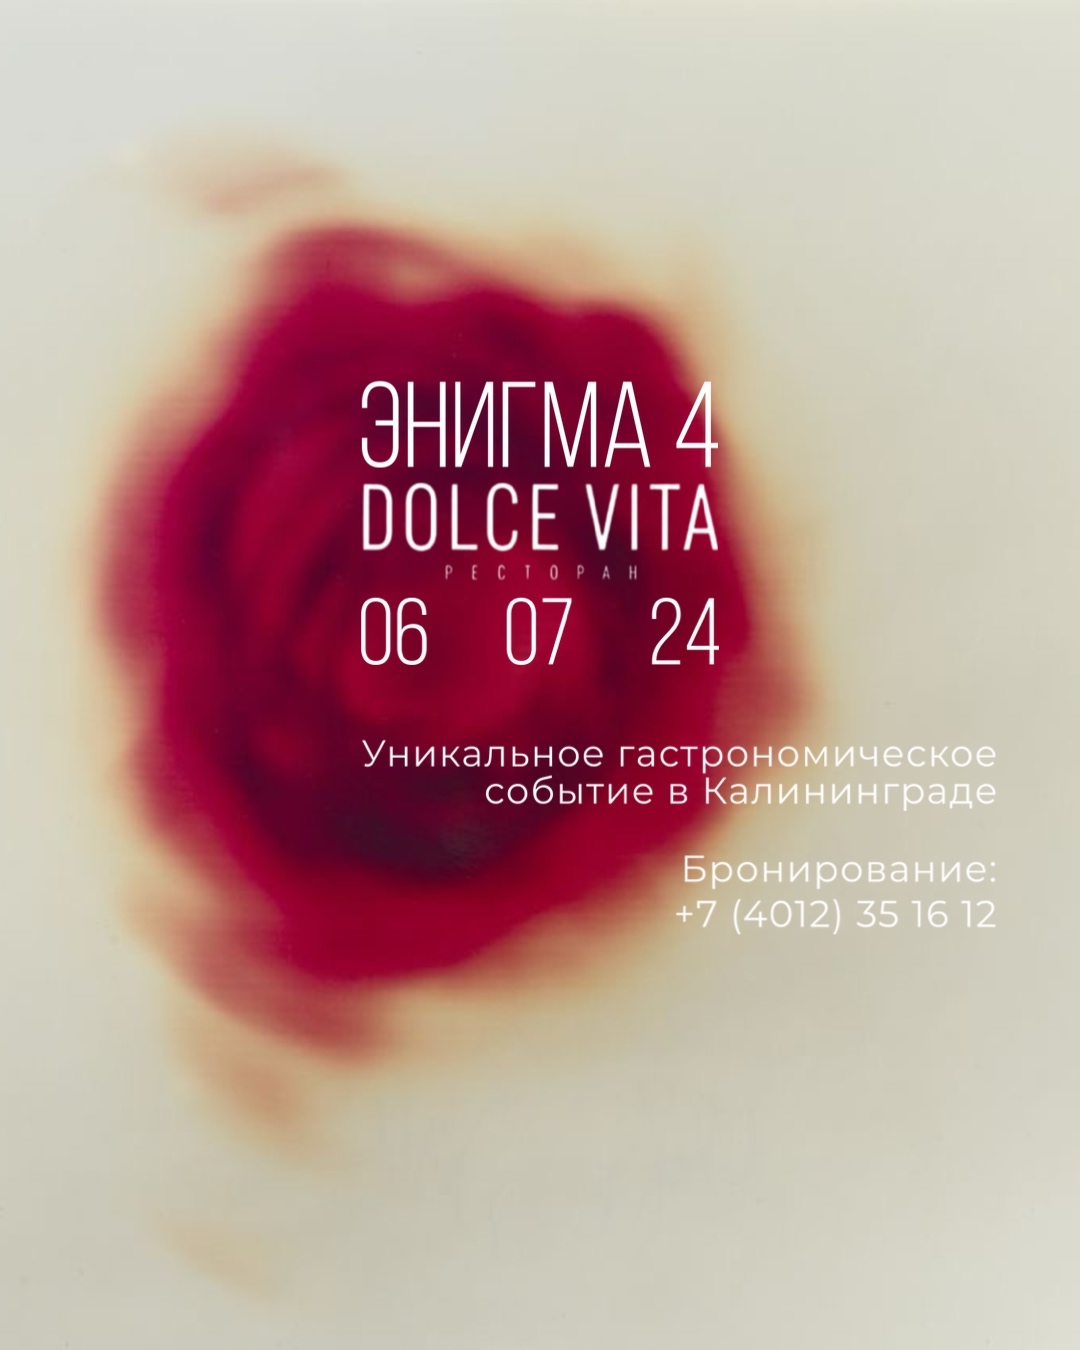 ЭНИГМА 4
DOLCE VITA
РЕСТОРАН
06 07 24
Уникальное гастрономическое
событие в Калининграде
Бронирование:
+7 (4012) 35 16 12